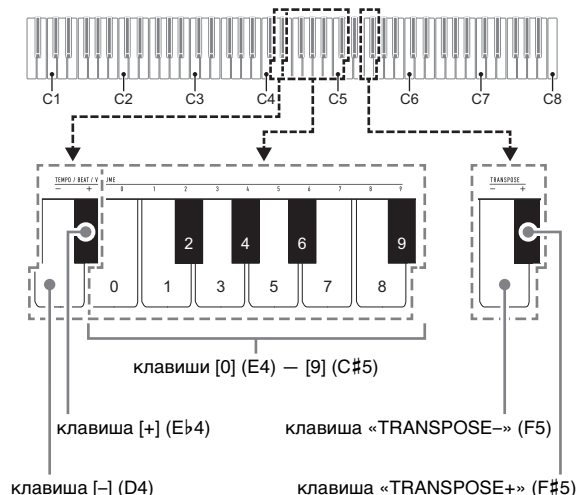 C1 C2 C3 C4 C5 C6 C7 C8
TEMPO / BEAT / V UME TRANSPOSE
− + 0 1 2 3 4 5 6 7 8 9 − +
2 4 6 9
0 1 3 5 7 8
клавиши [0] (E4) — [9] (C♯5)
клавиша [+] (E♭4) клавиша «TRANSPOSE−» (F5)
клавиша [–] (D4) клавиша «TRANSPOSE+» (F♯5)